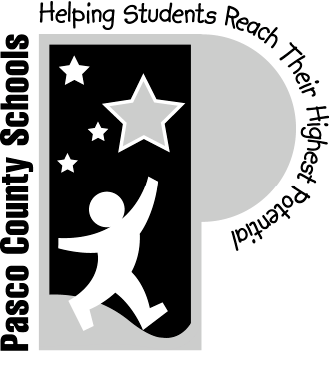 Helping Students Reach Their Highest Potential
Pasco County Schools